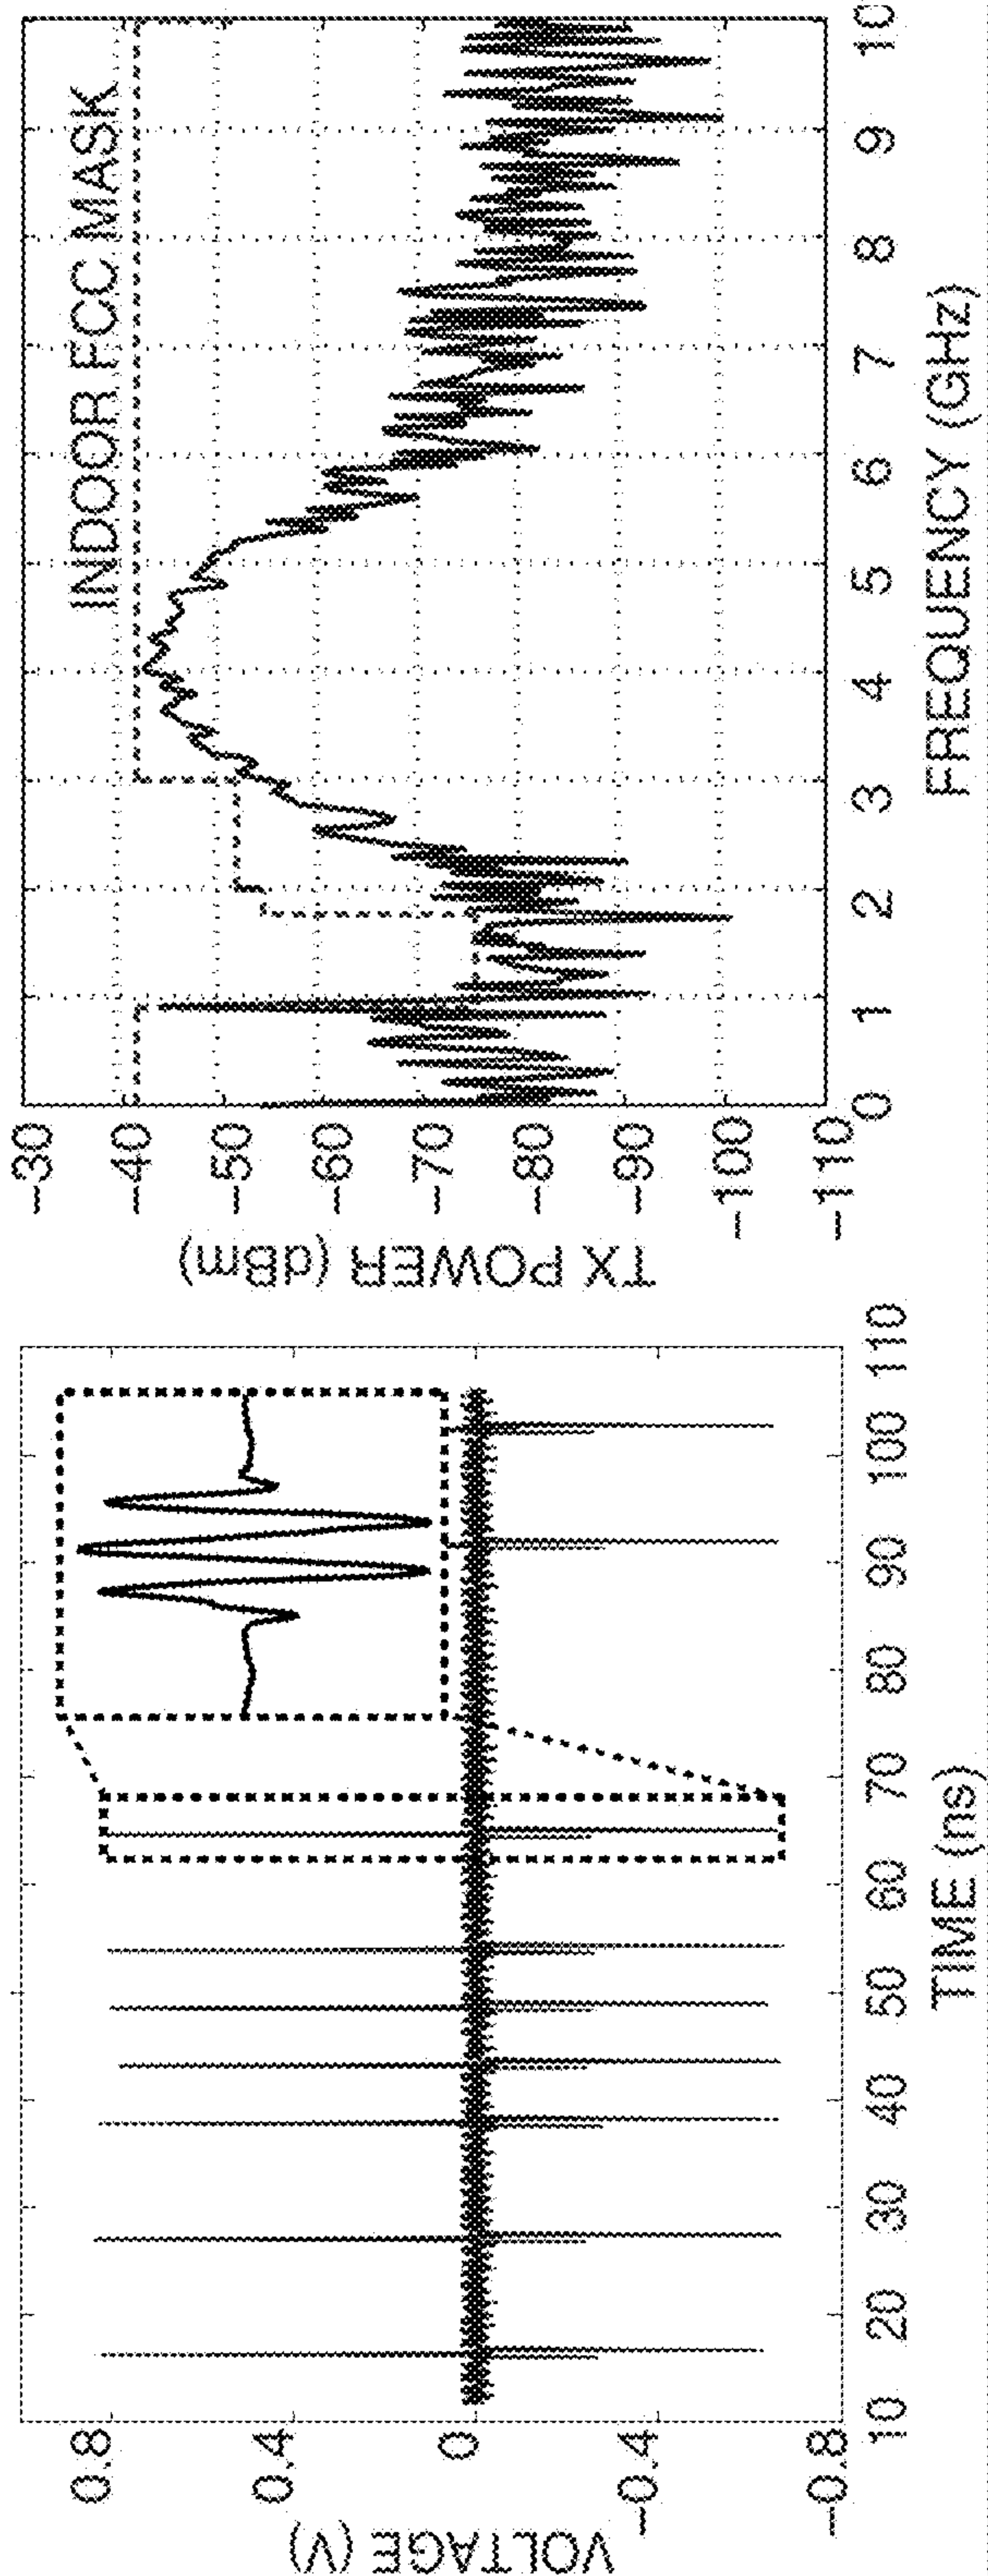 0.8
0.4
0
-0.4
-0.8
VOLTAGE (V)
10 20 30 40 50 60 70 80 90 100 110
TIME (ns)
INDOOR FCC MASK
-30
-40
-50
-60
-70
-80
-90
-100
-110
TX POWER (dBm)
0 1 2 3 4 5 6 7 8 9 10
FREQUENCY (GHz)